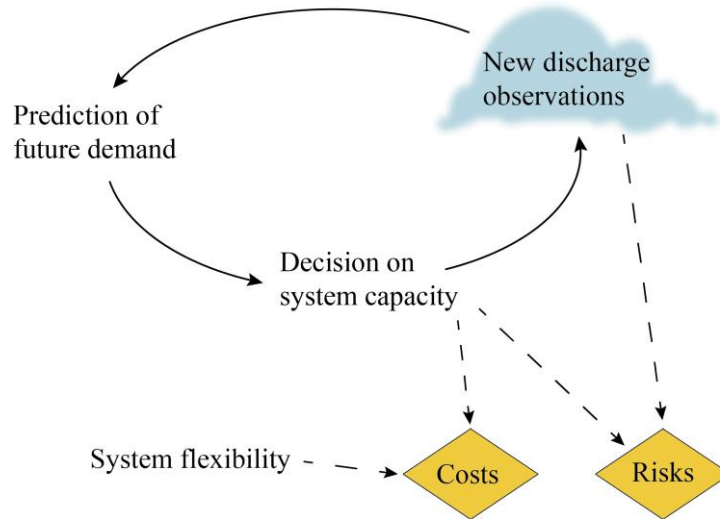 New discharge
observations
Prediction of
future demand
Decision on
system capacity
System flexibility
Costs
Risks